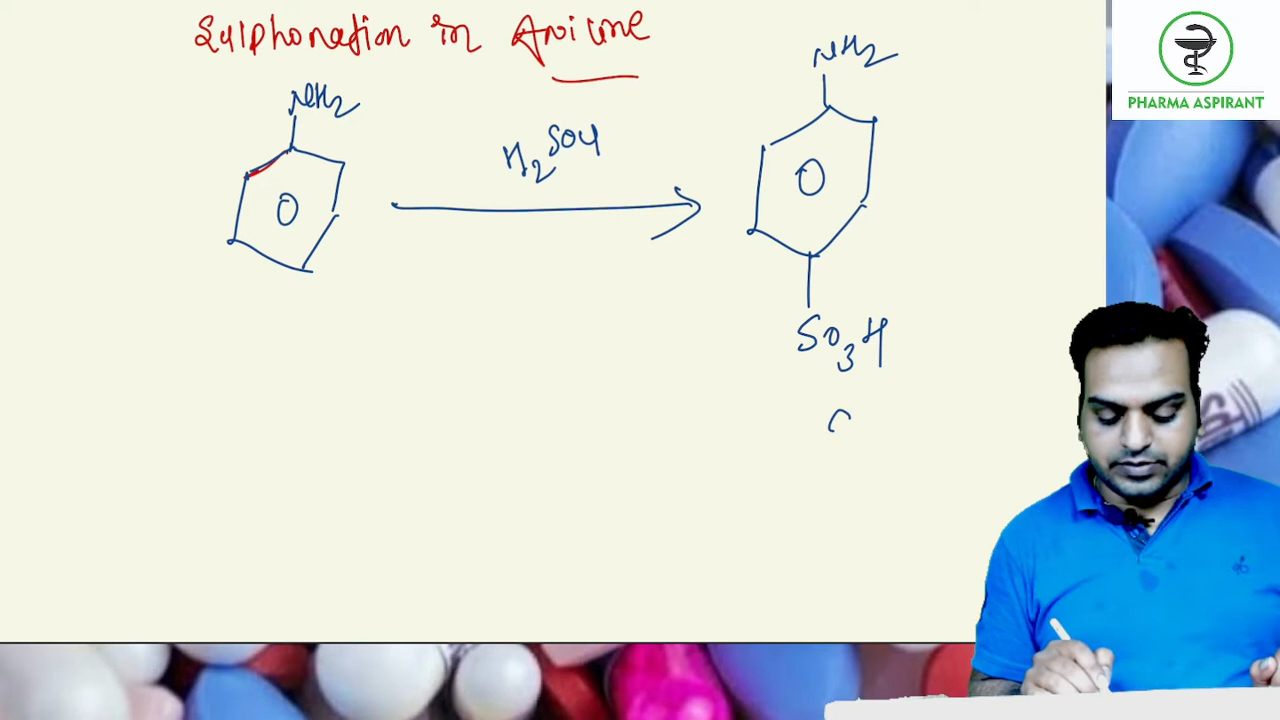 Sulphonation in Aniline
NH2
H2SO4
NH2
SO3H
PHARMA ASPIRANT